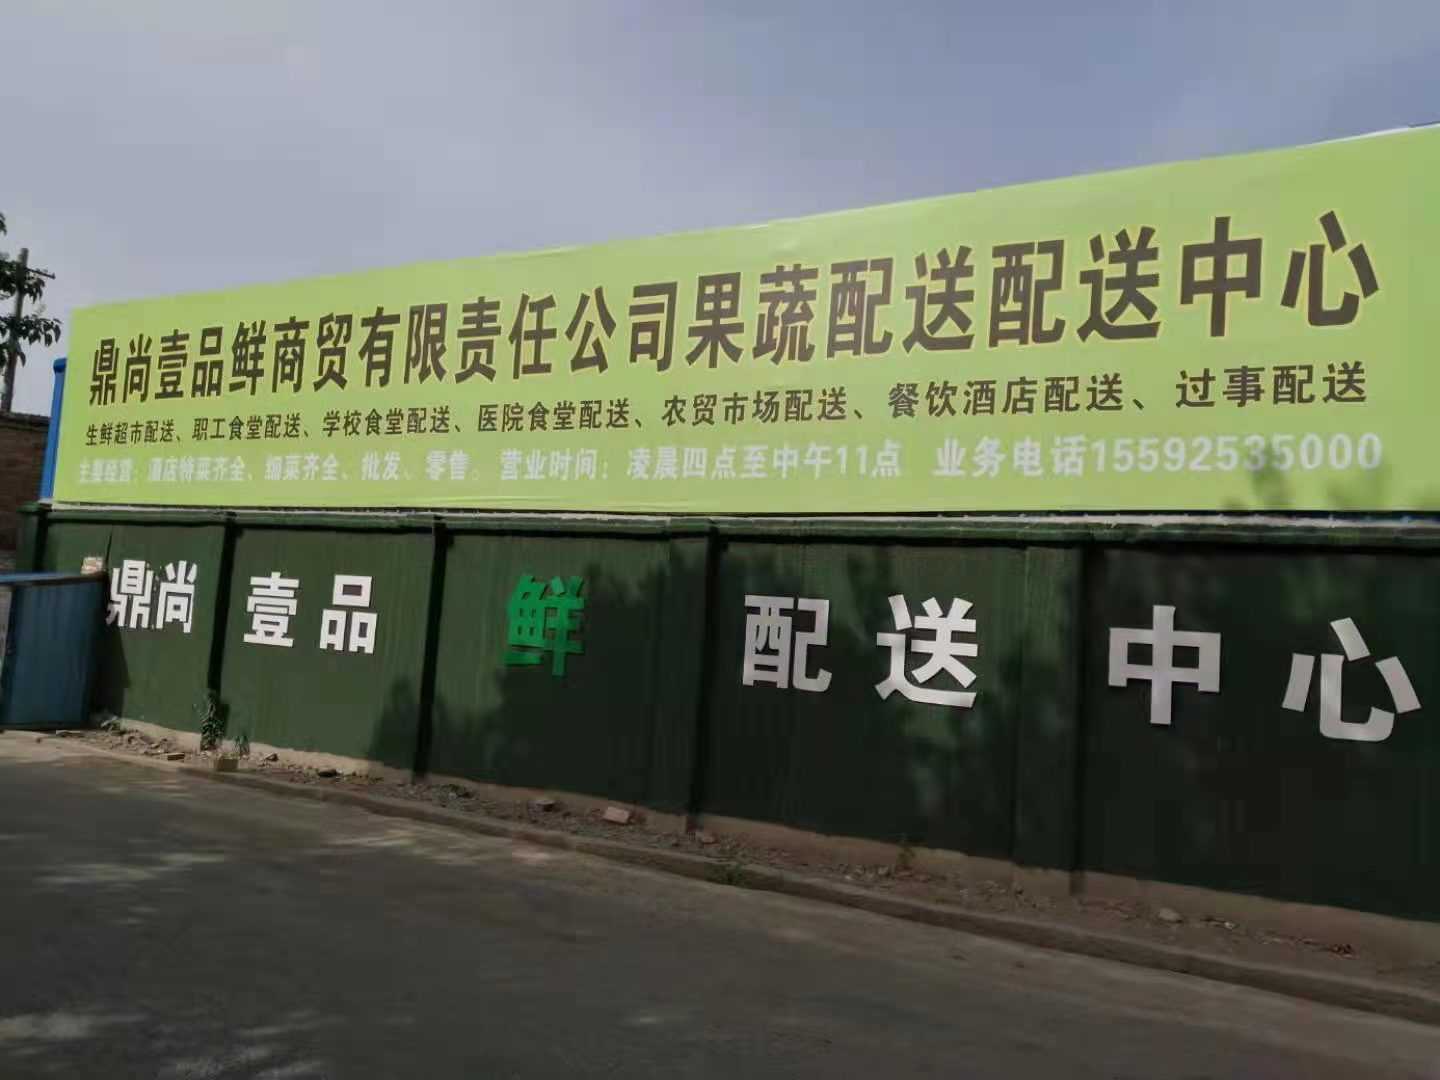 鼎尚壹品鲜商贸有限责任公司果蔬配送配送中心
生鲜超市配送、职工食堂配送、学校食堂配送、医院食堂配送、农贸市场配送、餐饮酒店配送、过事配送
主要经营：酒店特菜齐全、细菜齐全、批发、零售。营业时间：凌晨四点至中午11点 业务电话15592535000
鼎尚壹品鲜配送中心